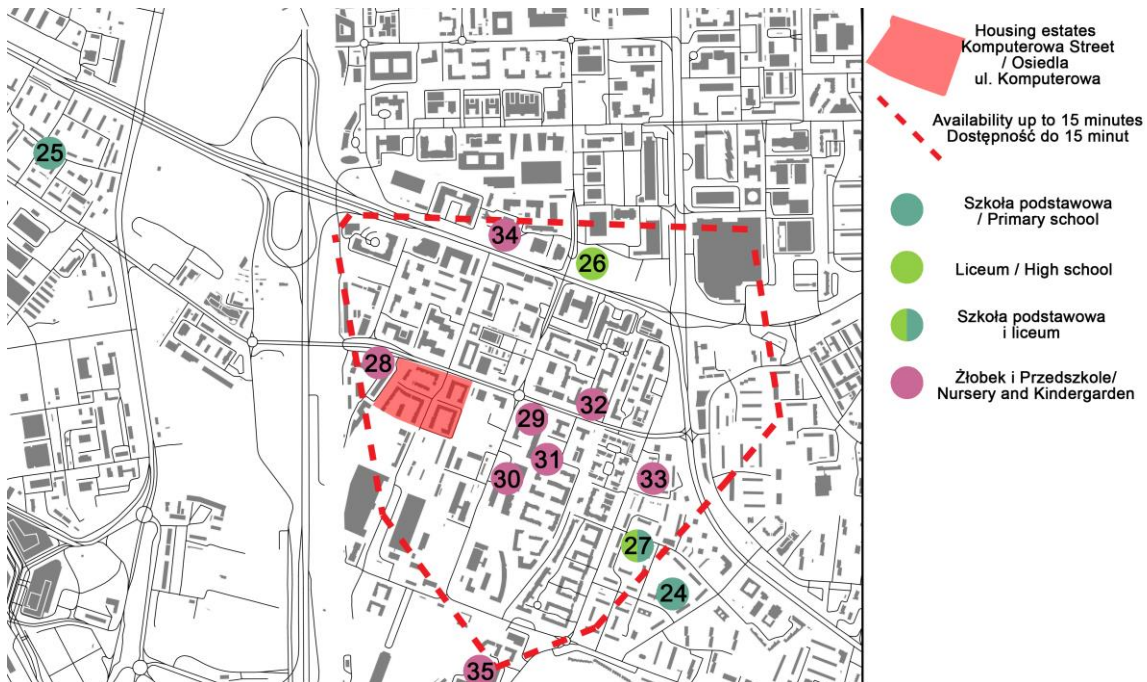 Housing estates
Komputerowa Street
/ Osiedla
ul. Komputerowa
Availability up to 15 minutes
Dostępność do 15 minut
Szkoła podstawowa
/ Primary school
Liceum / High school
Szkoła podstawowa
i liceum
Żłobek i Przedszkole/
Nursery and Kindergarden
25
34
26
28
32
29
31
30
33
27
24
35